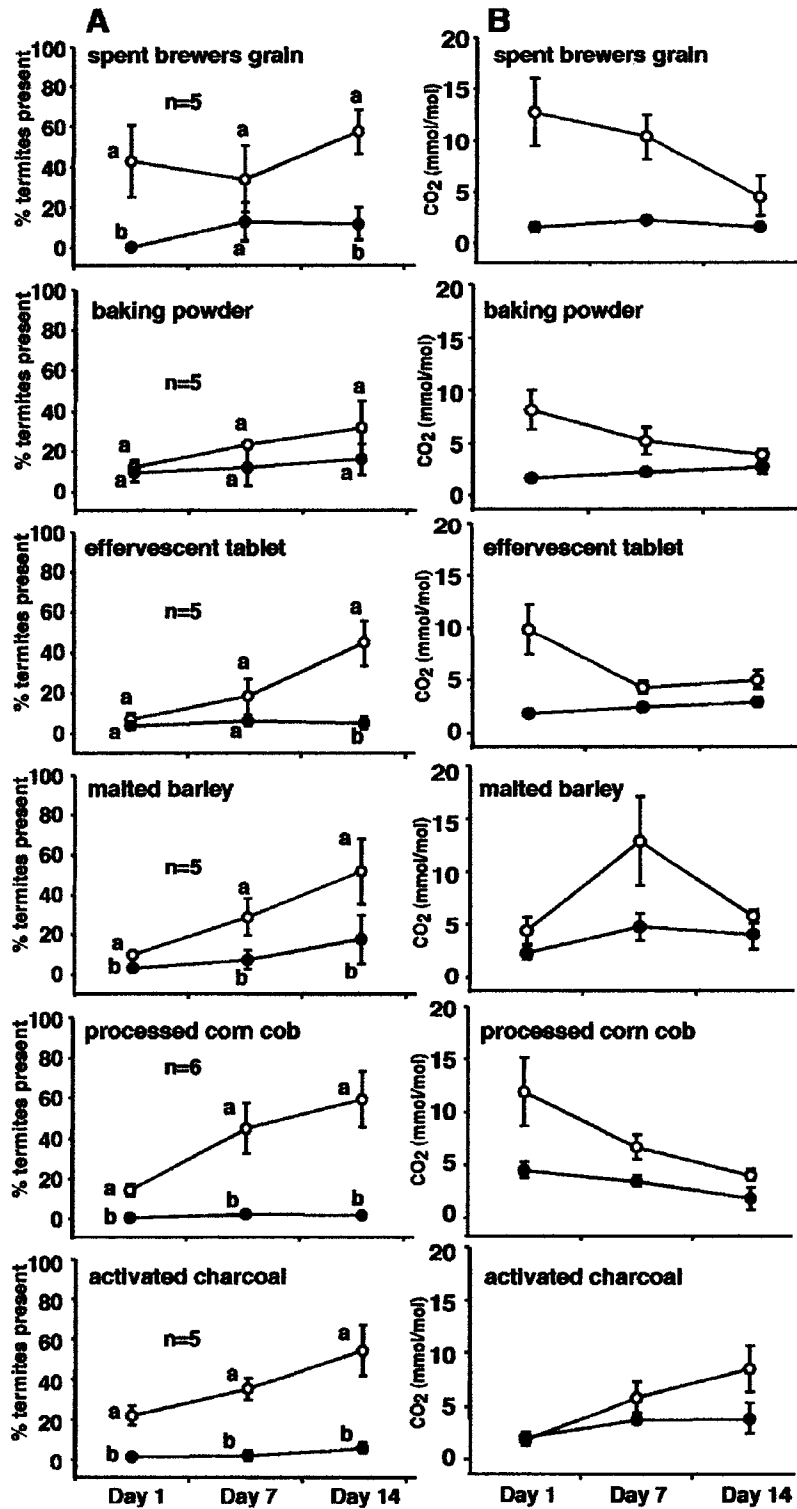 A
B
100
80
60
40
20
0
% termites present
spent brewers grain
n=5
a
a
a
b
a
b
20
15
10
5
0
CO2 (mmol/mol)
spent brewers grain
100
80
60
40
20
0
% termites present
baking powder
n=5
a
a
a
a
a
a
20
15
10
5
0
CO2 (mmol/mol)
baking powder
100
80
60
40
20
0
% termites present
effervescent tablet
n=5
a
a
a
a
a
b
20
15
10
5
0
CO2 (mmol/mol)
effervescent tablet
100
80
60
40
20
0
% termites present
malted barley
n=5
a
a
a
b
b
b
20
15
10
5
0
CO2 (mmol/mol)
malted barley
100
80
60
40
20
0
% termites present
processed corn cob
n=6
a
a
a
b
b
b
20
15
10
5
0
CO2 (mmol/mol)
processed corn cob
100
80
60
40
20
0
% termites present
activated charcoal
n=5
a
a
a
b
b
b
20
15
10
5
0
CO2 (mmol/mol)
activated charcoal
Day 1 Day 7 Day 14
Day 1 Day 7 Day 14